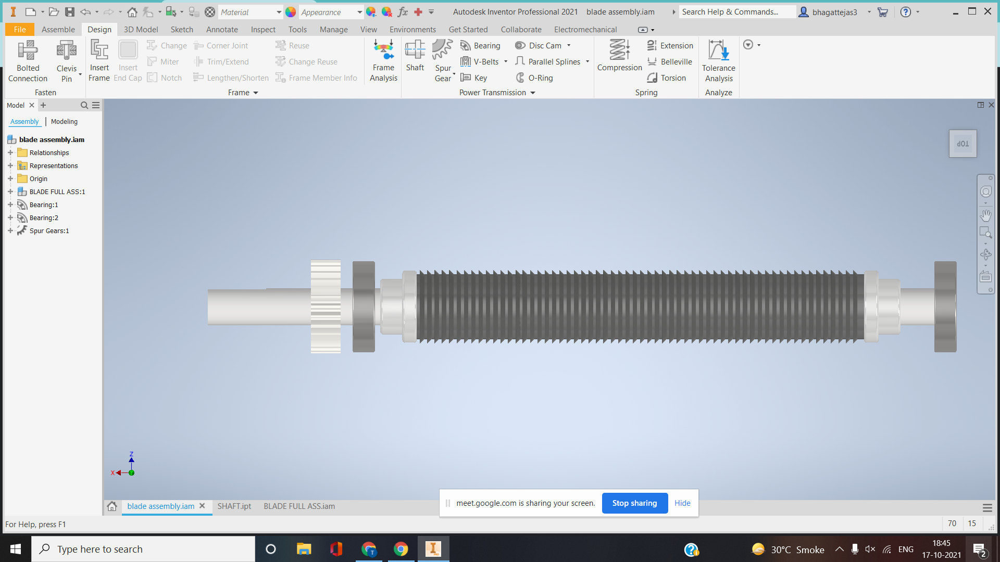 Material
Appearance
Autodesk Inventor Professional 2021 blade assembly.iam
Search Help & Commands...
bhagattejas3
File Assemble Design 3D Model Sketch Annotate Inspect Tools Manage View Environments Get Started Collaborate Electromechanical
Bolted Connection
Clevis Pin
Insert Frame
Insert End Cap
Change
Miter
Notch
Corner Joint
Trim/Extend
Lengthen/Shorten
Reuse
Change Reuse
Frame Member Info
Frame Analysis
Shaft
Spur Gear
Bearing
V-Belts
Key
Disc Cam
Parallel Splines
O-Ring
Compression
Extension
Belleville
Torsion
Tolerance Analysis
Fasten
Frame
Power Transmission
Spring
Analyze
Model
Assembly | Modeling
blade assembly.iam
Relationships
Representations
Origin
BLADE FULL ASS:1
Bearing:1
Bearing:2
Spur Gears:1
TOP
Z
X
meet.google.com is sharing your screen.
Stop sharing
Hide
blade assembly.iam
SHAFT.ipt
BLADE FULL ASS.iam
For Help, press F1
70 15
Type here to search
T
PRO
30°C Smoke
ENG
18:45
17-10-2021
2